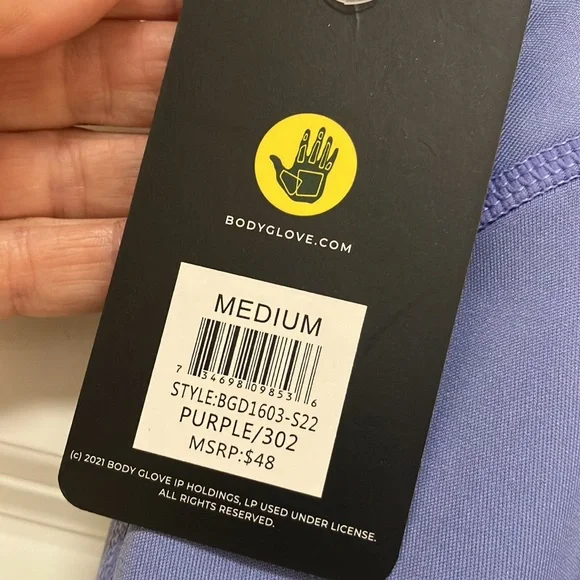 BODYGLOVE.COM
MEDIUM
7 34698 09853 6
STYLE:BGD1603-S22
PURPLE/302
MSRP:$48
(c) 2021 BODY GLOVE IP HOLDINGS, LP USED UNDER LICENSE.
ALL RIGHTS RESERVED.